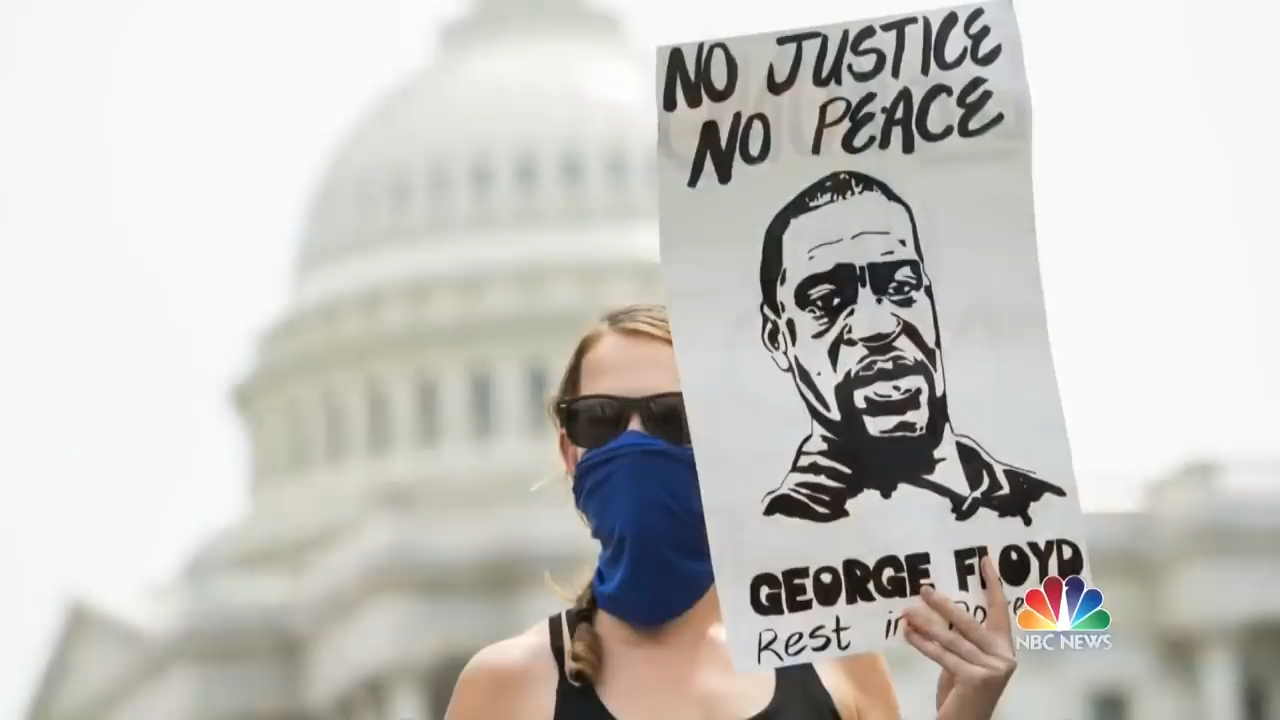 NO JUSTICE
NO PEACE
GEORGE FLOYD
Rest in
NBC NEWS